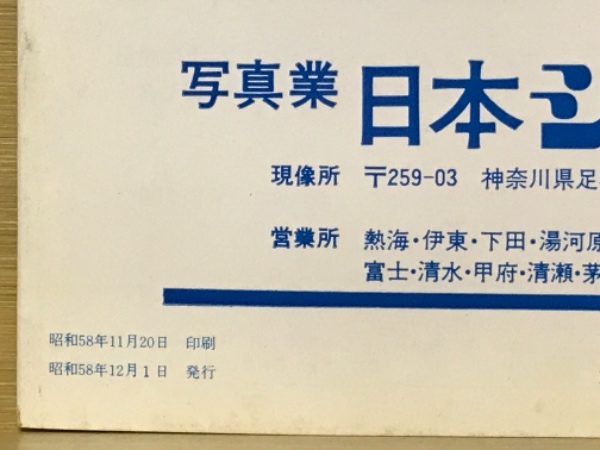 写真業 日本シ
現像所 〒259-03 神奈川県足
営業所 熱海・伊東・下田・湯河原
富士・清水・甲府・清瀬・茅
昭和58年11月20日 印刷
昭和58年12月1日 発行